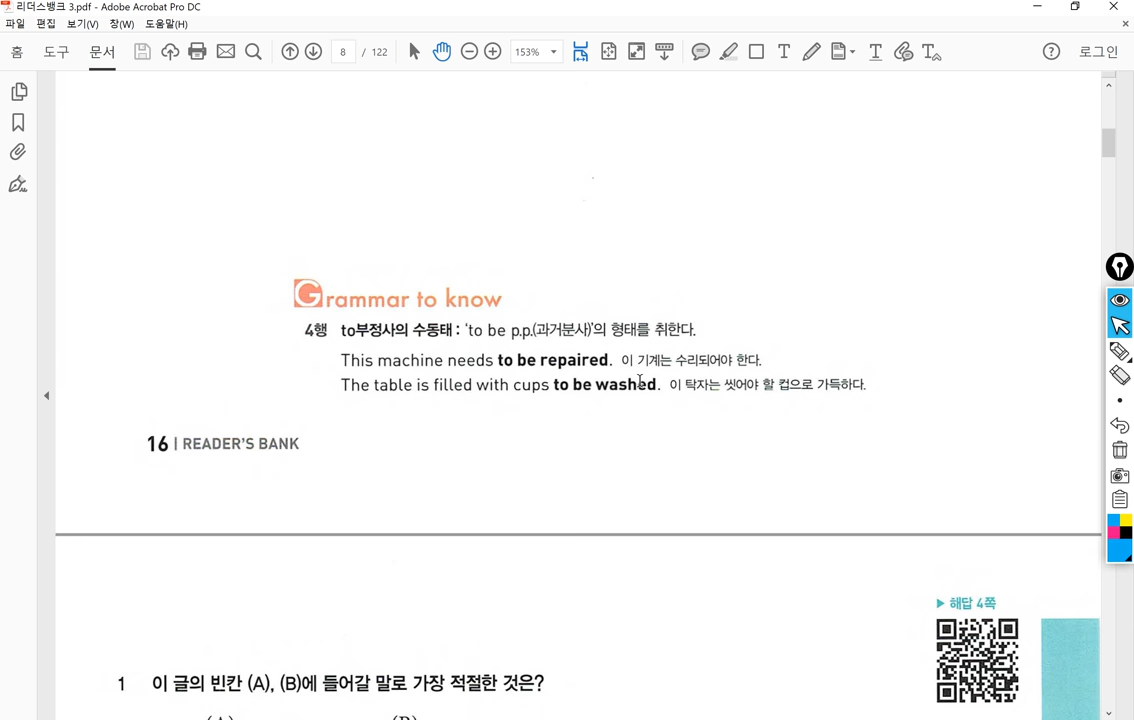 리더스뱅크 3.pdf - Adobe Acrobat Pro DC
파일 편집 보기(V) 창(W) 도움말(H)
홈 도구 문서 8 / 122 153% 로그인
Grammar to know
4행 to부정사의 수동태 : ‘to be p.p.(과거분사)’의 형태를 취한다.
This machine needs to be repaired. 이 기계는 수리되어야 한다.
The table is filled with cups to be washed. 이 탁자는 씻어야 할 컵으로 가득하다.
16 | READER'S BANK
▶ 해답 4쪽
1 이 글의 빈칸 (A), (B)에 들어갈 말로 가장 적절한 것은?
(A) (B)